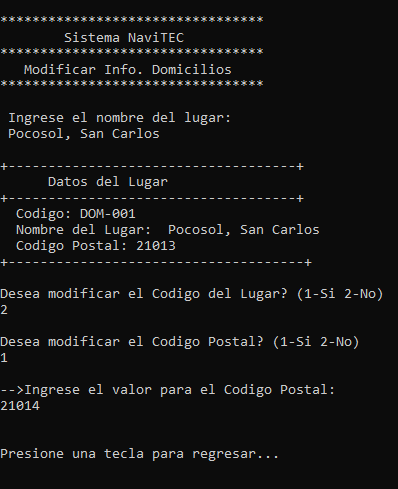 *********************************
Sistema NaviTEC
*********************************
Modificar Info. Domicilios
*********************************
Ingrese el nombre del lugar:
Pocosol, San Carlos
+------------------------------------+
Datos del Lugar
+------------------------------------+
Codigo: DOM-001
Nombre del Lugar:  Pocosol, San Carlos
Codigo Postal: 21013
+-------------------------------------+
Desea modificar el Codigo del Lugar? (1-Si 2-No)
2
Desea modificar el Codigo Postal? (1-Si 2-No)
1
-->Ingrese el valor para el Codigo Postal:
21014
Presione una tecla para regresar...